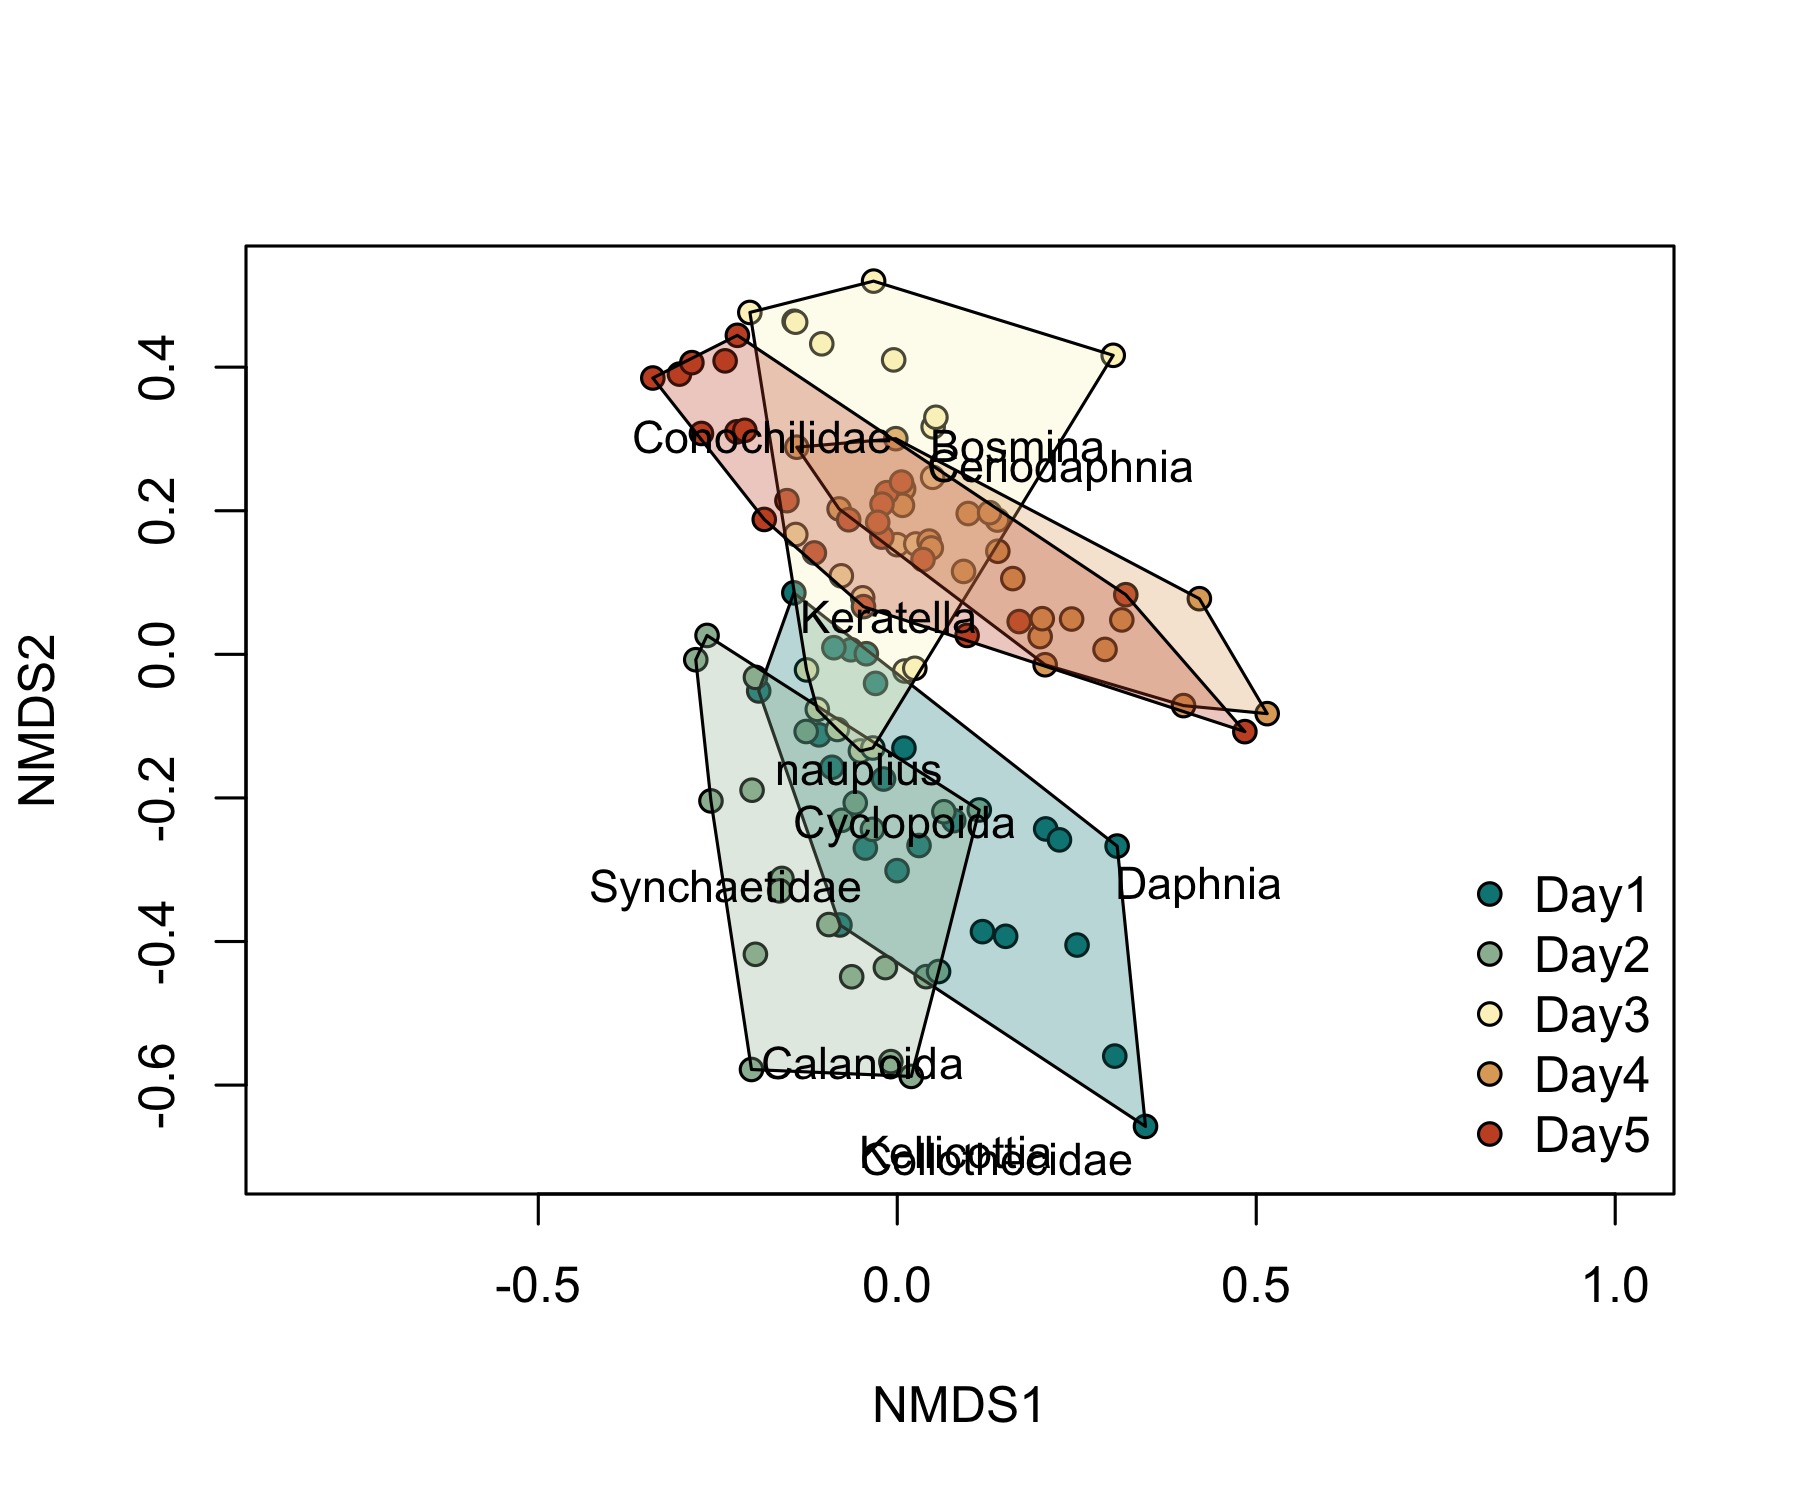 NMDS2
0.4
0.2
0.0
-0.2
-0.4
-0.6
Conochilidae
Bosmina
Ceriodaphnia
Keratella
nauplius
Cyclopoida
Synchaetidae
Daphnia
Calanoida
Kellicottia
Collothecidae
Day1
Day2
Day3
Day4
Day5
-0.5 0.0 0.5 1.0
NMDS1